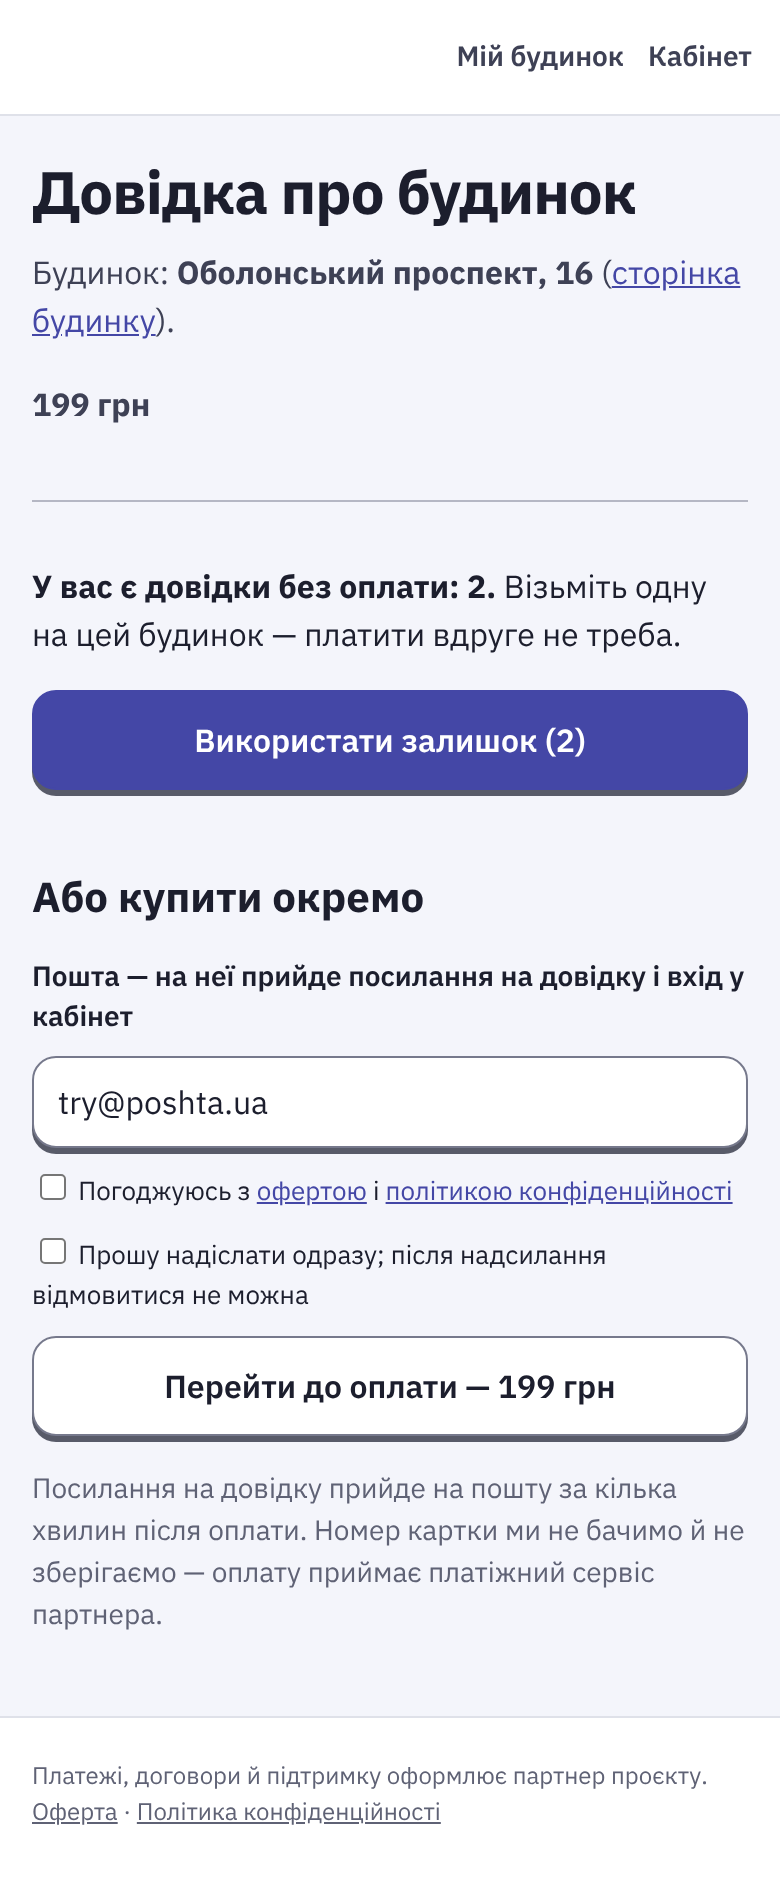 Мій будинок Кабінет
Довідка про будинок
Будинок: Оболонський проспект, 16 (сторінка
будинку).
199 грн
У вас є довідки без оплати: 2. Візьміть одну
на цей будинок — платити вдруге не треба.
Використати залишок (2)
Або купити окремо
Пошта — на неї прийде посилання на довідку і вхід у
кабінет
try@poshta.ua
Погоджуюсь з офертою і політикою конфіденційності
Прошу надіслати одразу; після надсилання
відмовитися не можна
Перейти до оплати — 199 грн
Посилання на довідку прийде на пошту за кілька
хвилин після оплати. Номер картки ми не бачимо й не
зберігаємо — оплату приймає платіжний сервіс
партнера.
Платежі, договори й підтримку оформлює партнер проєкту.
Оферта · Політика конфіденційності